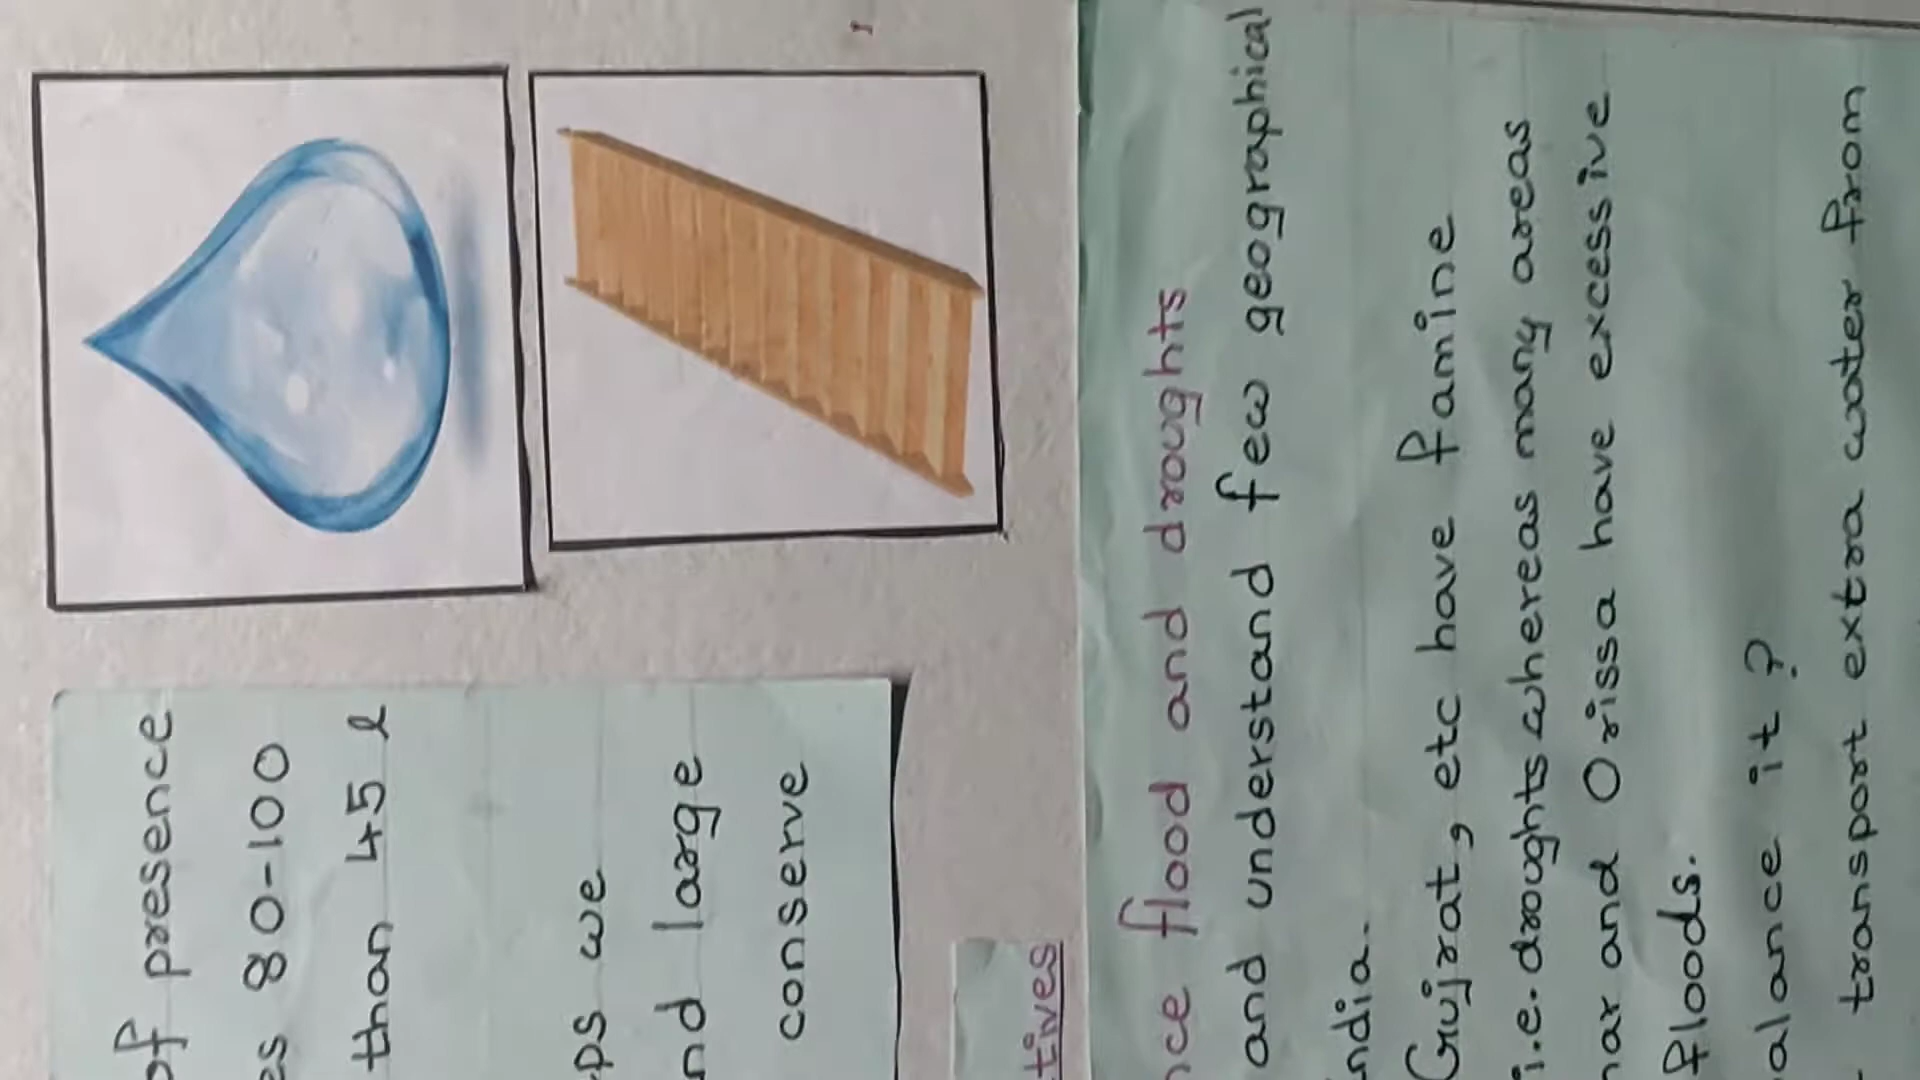 of presence
es 80-100
than 45 l
ps we
nd large
conserve
tives
nce flood and droughts
and understand few geographical
ndia.
Gujrat, etc have famine
i.e. droughts whereas many areas
har and Orissa have excessive
floods.
alance it?
transport extra water from